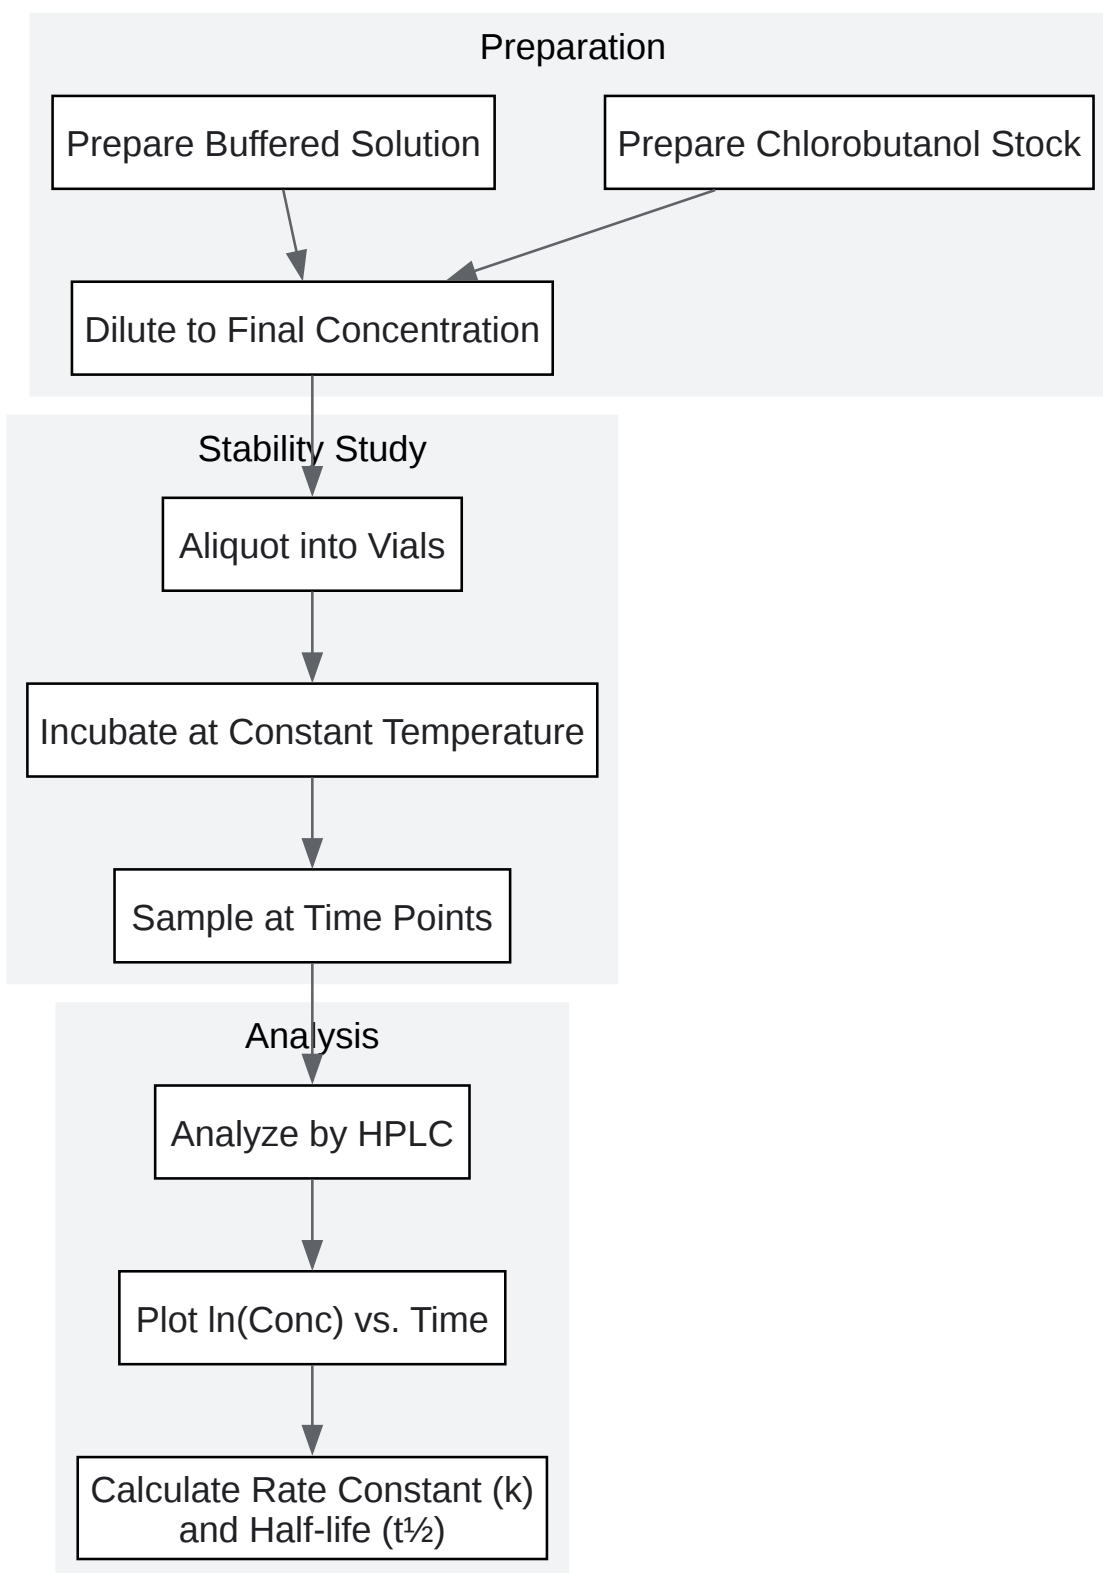 Preparation
Prepare Buffered Solution
Prepare Chlorobutanol Stock
Dilute to Final Concentration
Stability Study
Aliquot into Vials
Incubate at Constant Temperature
Sample at Time Points
Analysis
Analyze by HPLC
Plot ln(Conc) vs. Time
Calculate Rate Constant (k)
and Half-life (t½)